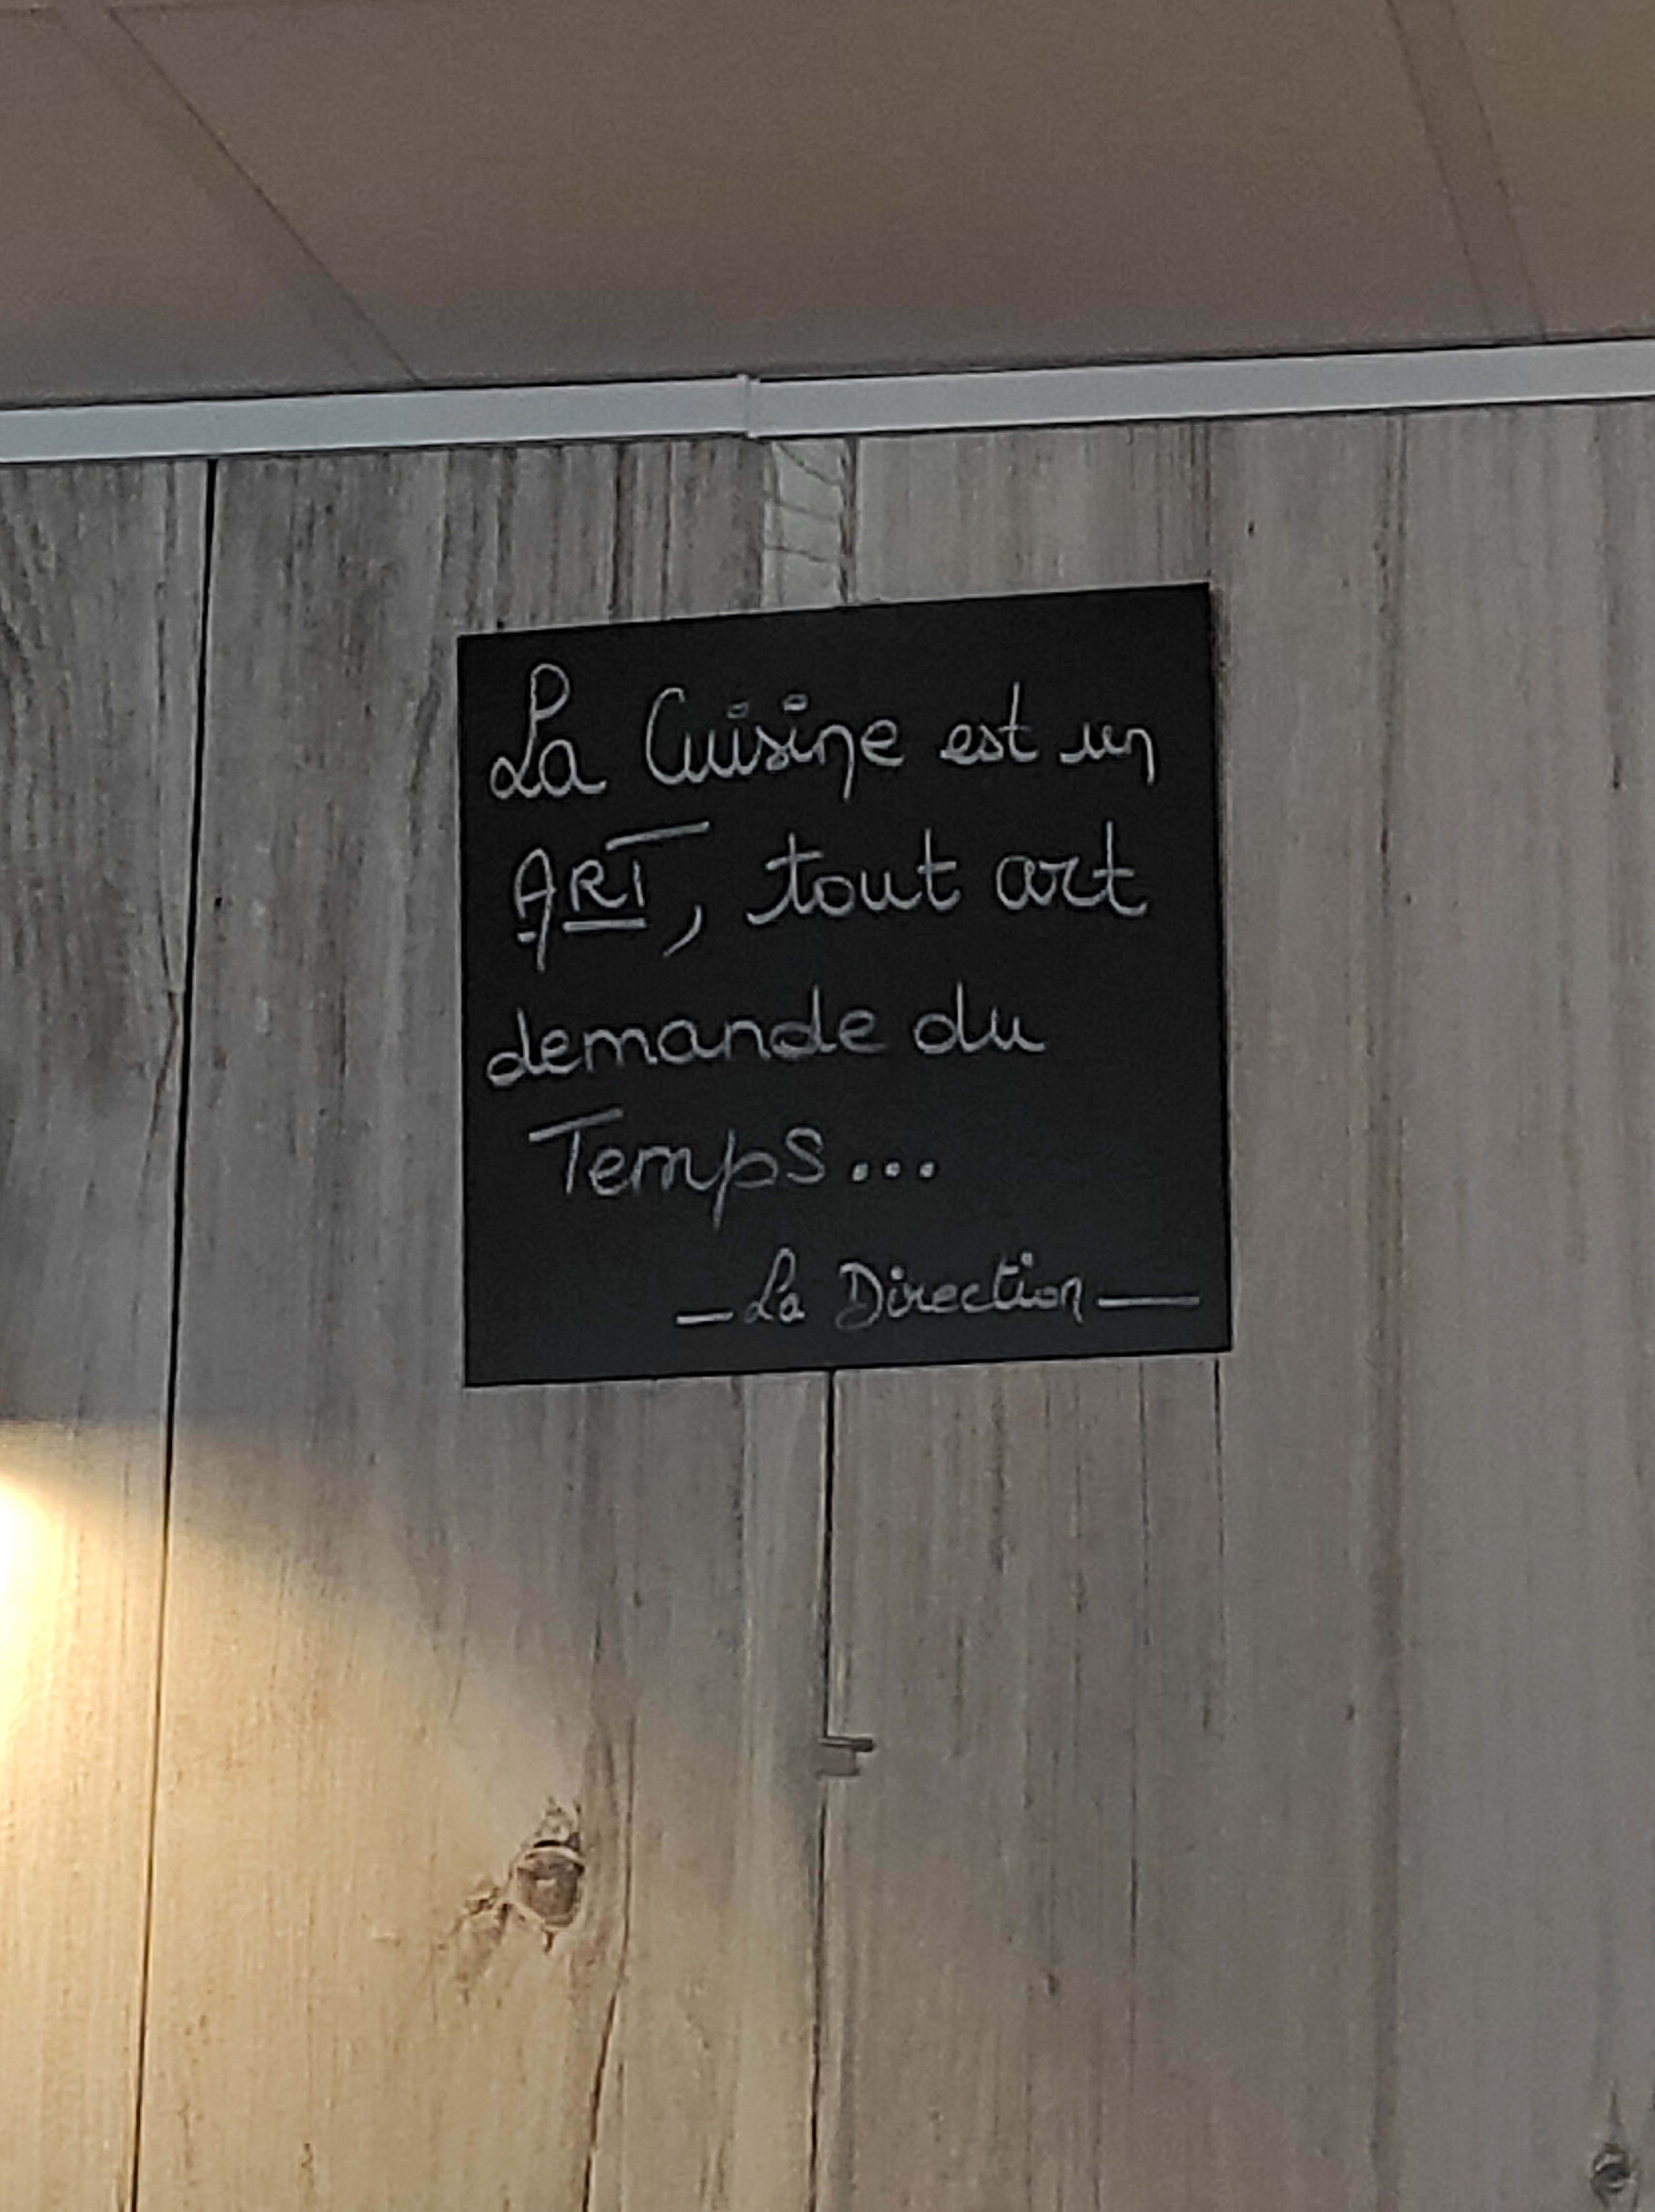 La Cuisine est un
ART, tout art
demande du
Temps...
— La Direction —